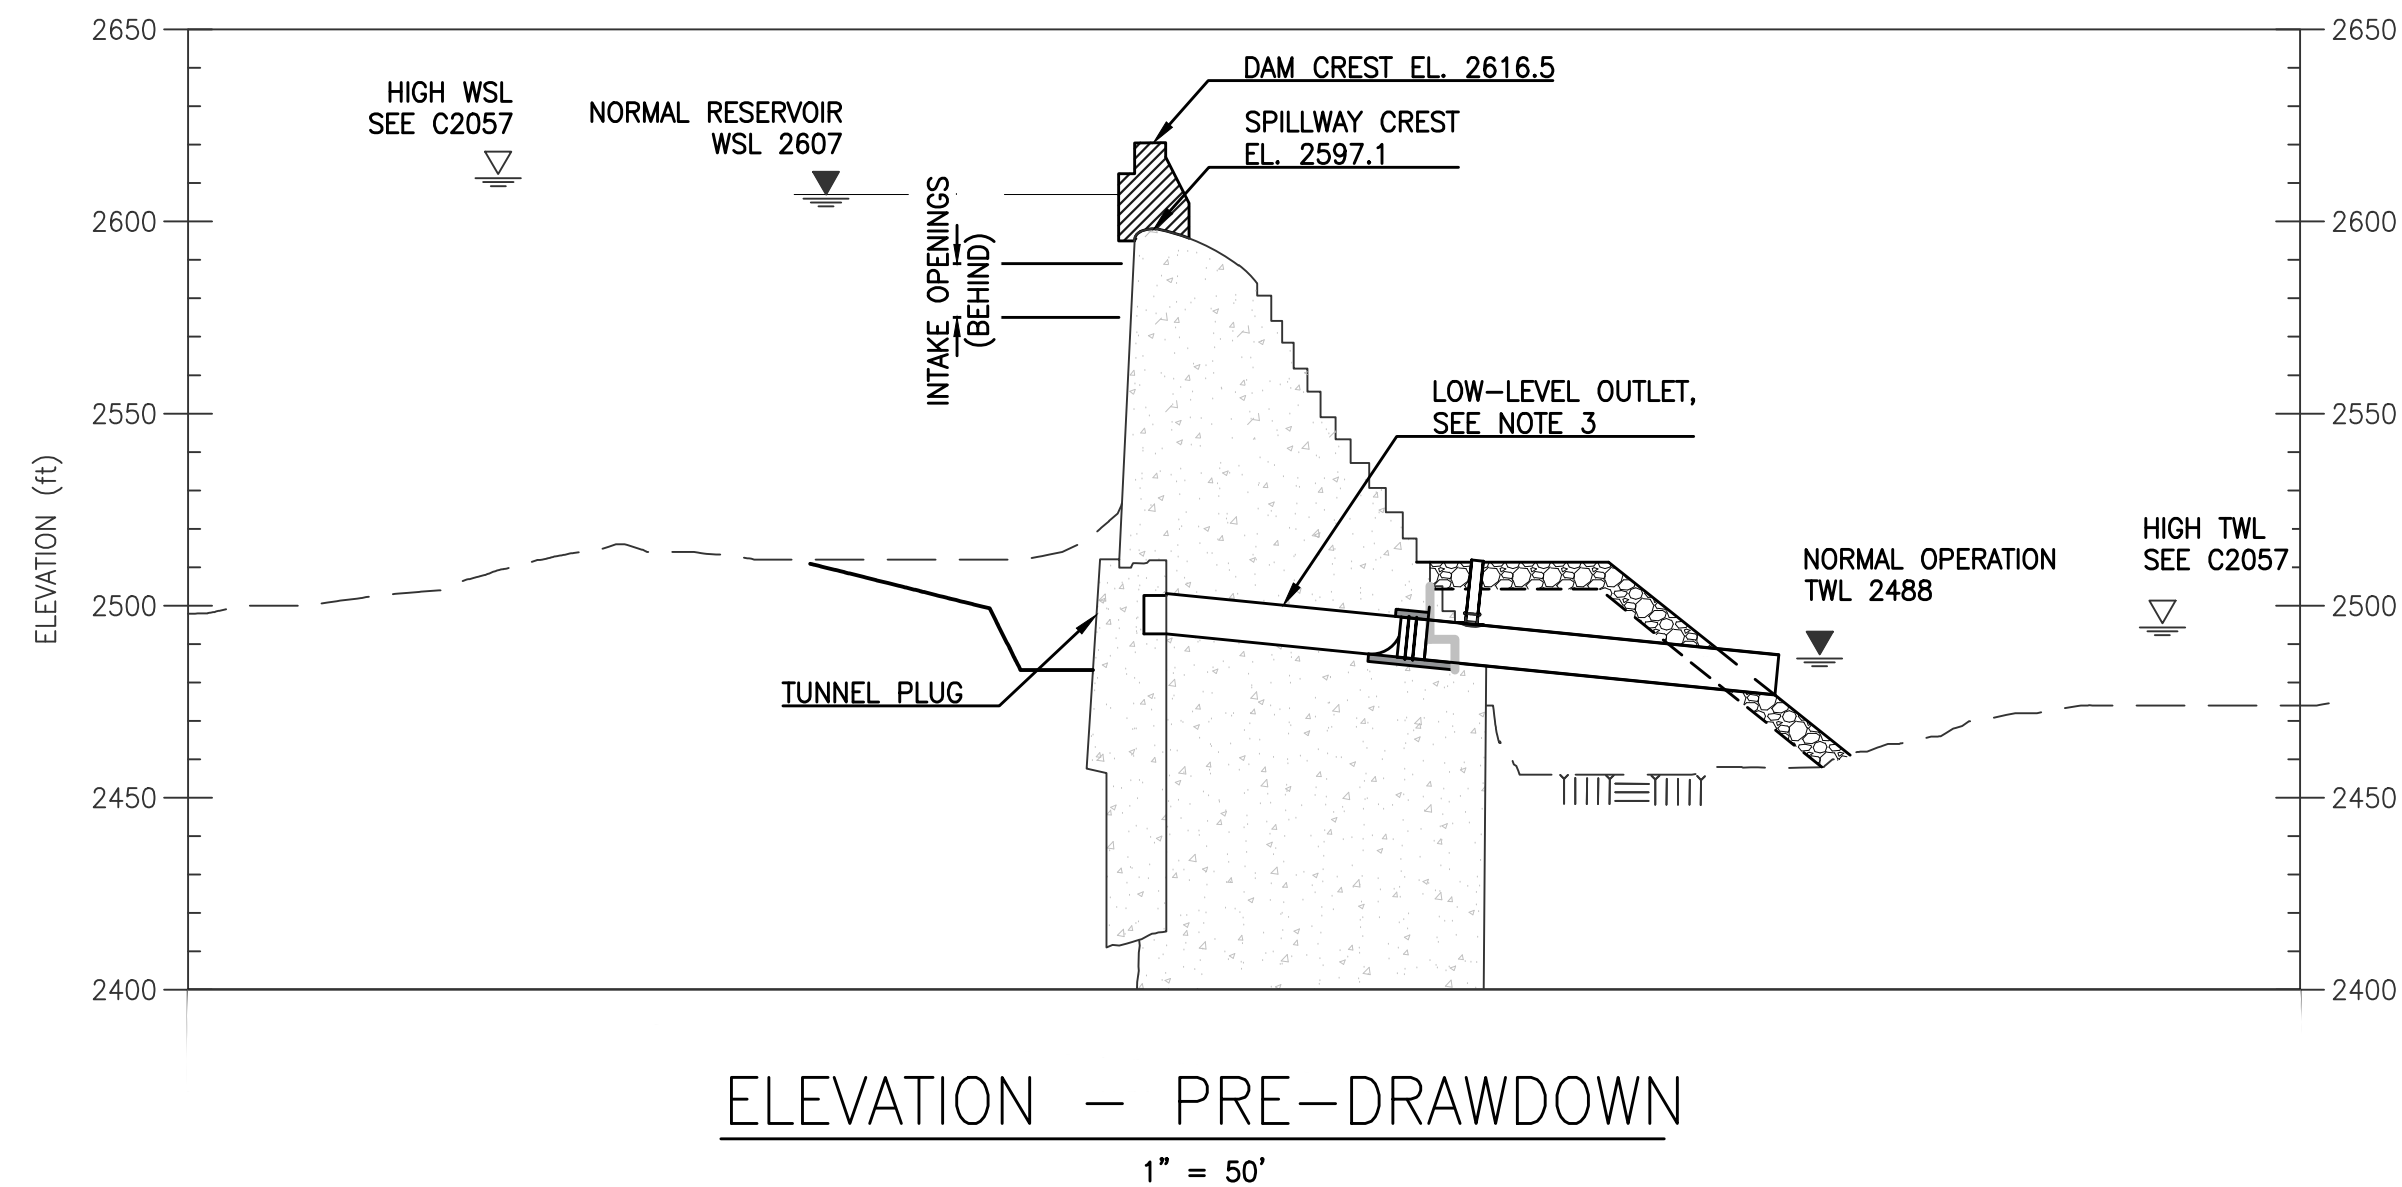 2650
2650
DAM CREST EL. 2616.5
HIGH WSL
SEE C2057
NORMAL RESERVOIR
WSL 2607
SPILLWAY CREST
EL. 2597.1
INTAKE OPENINGS
(BEHIND)
2600
2600
LOW-LEVEL OUTLET,
SEE NOTE 3
2550
2550
ELEVATION (ft)
HIGH TWL
SEE C2057
NORMAL OPERATION
TWL 2488
2500
2500
TUNNEL PLUG
2450
2450
2400
2400
ELEVATION - PRE-DRAWDOWN
1" = 50'